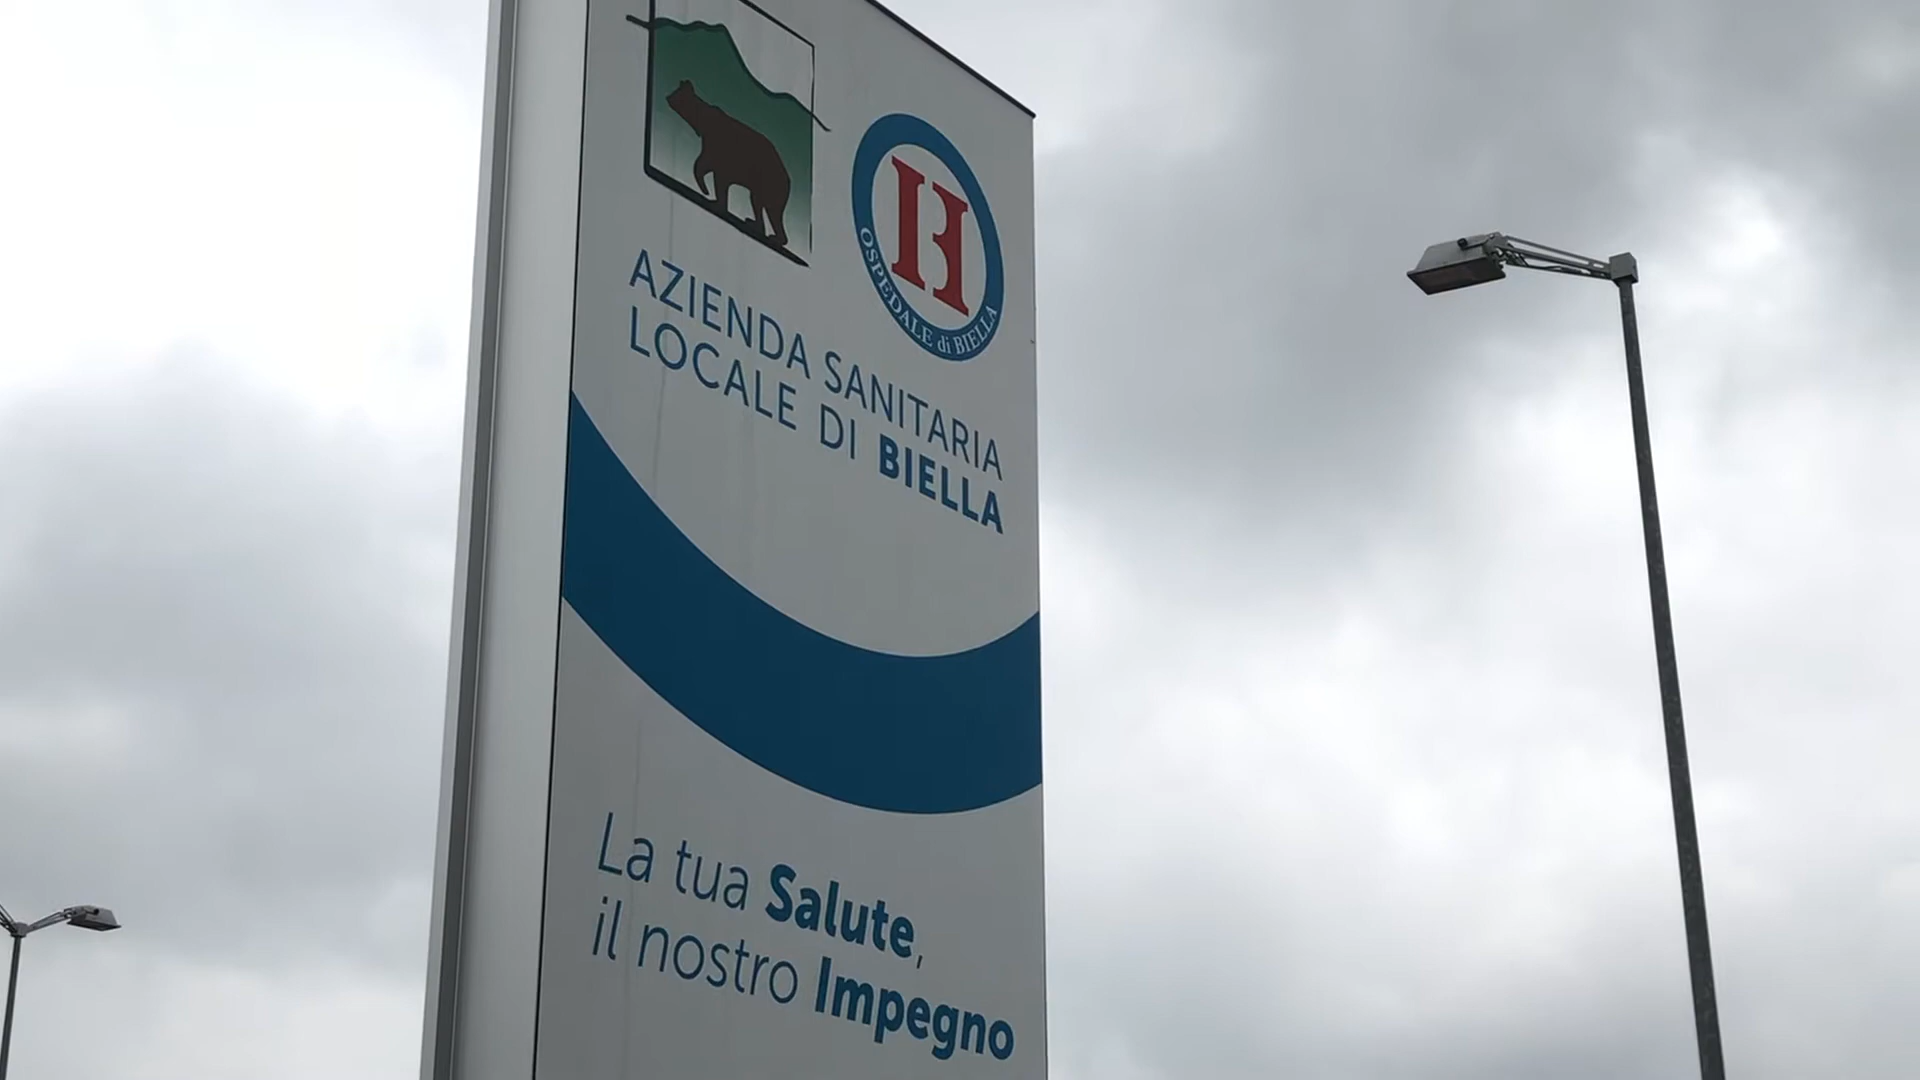 OSPEDALE di BIELLA
AZIENDA SANITARIA
LOCALE DI BIELLA
La tua Salute,
il nostro Impegno